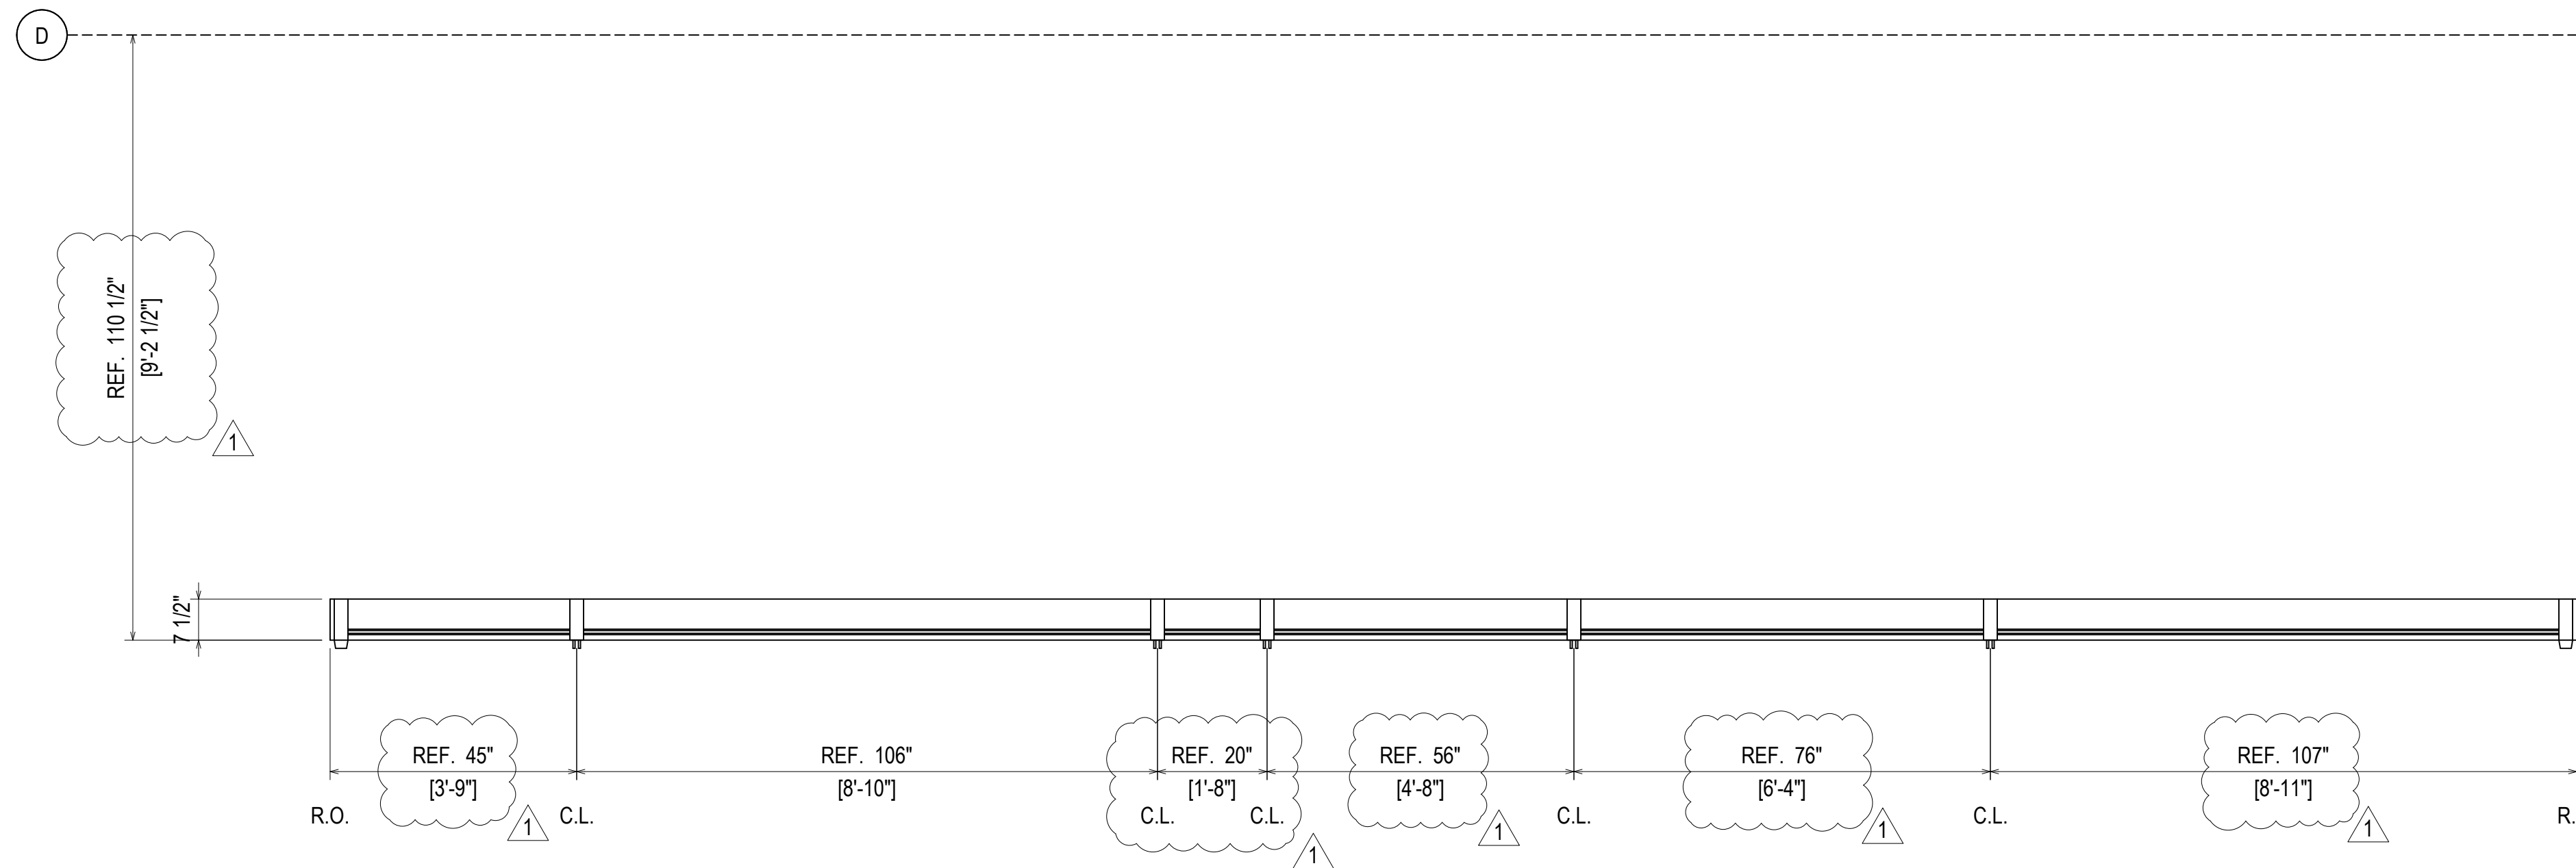 D
REF. 110 1/2"
[9'-2 1/2"]
1
7 1/2"
REF. 45"
[3'-9"]
1
REF. 106"
[8'-10"]
REF. 20"
[1'-8"]
1
REF. 56"
[4'-8"]
1
REF. 76"
[6'-4"]
1
REF. 107"
[8'-11"]
1
R.O.
C.L.
C.L.
C.L.
C.L.
C.L.
R.